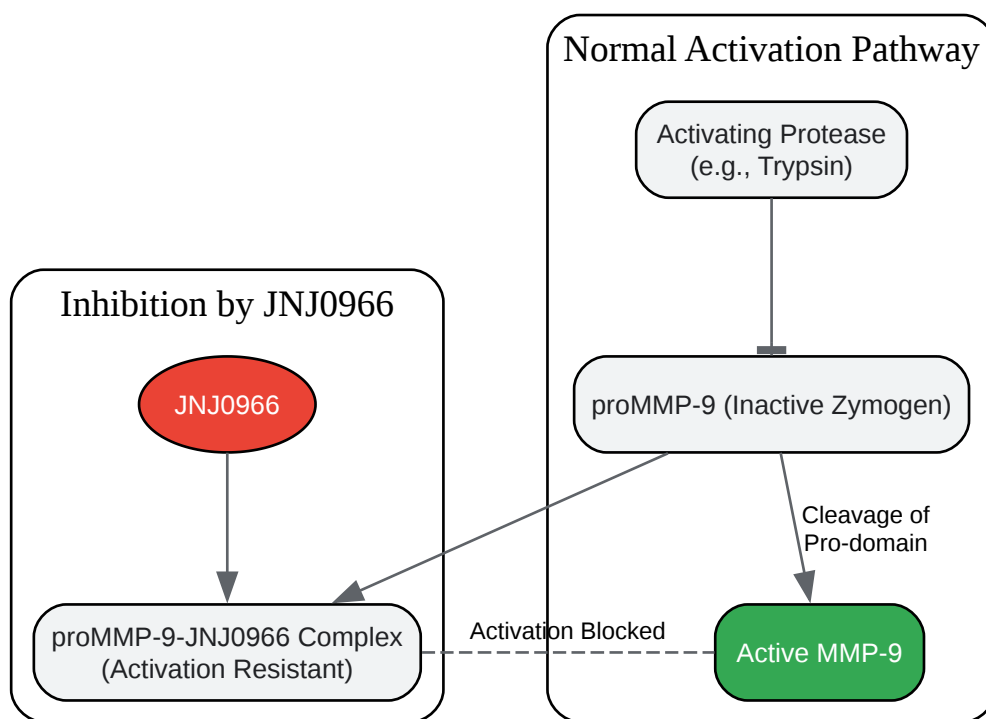 Normal Activation Pathway
Activating Protease
(e.g., Trypsin)
Inhibition by JNJ0966
JNJ0966
proMMP-9 (Inactive Zymogen)
Cleavage of
Pro-domain
proMMP-9-JNJ0966 Complex
(Activation Resistant)
Activation Blocked
Active MMP-9